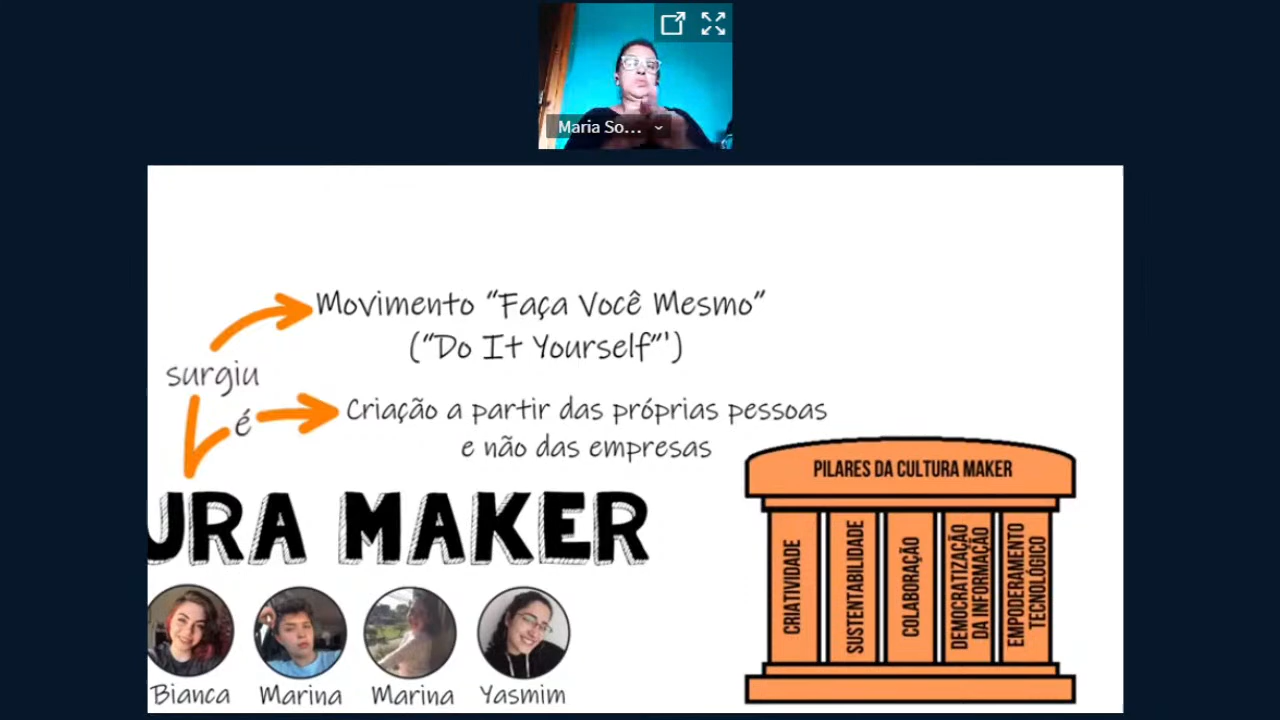 Maria So...
Movimento “Faça Você Mesmo”
(“Do It Yourself”')
surgiu
é
Criação a partir das próprias pessoas
e não das empresas
URA MAKER
PILARES DA CULTURA MAKER
CRIATIVIDADE
SUSTENTABILIDADE
COLABORAÇÃO
DEMOCRATIZAÇÃO
DA INFORMAÇÃO
EMPODERAMENTO
TECNOLÓGICO
Bianca
Marina
Marina
Yasmim